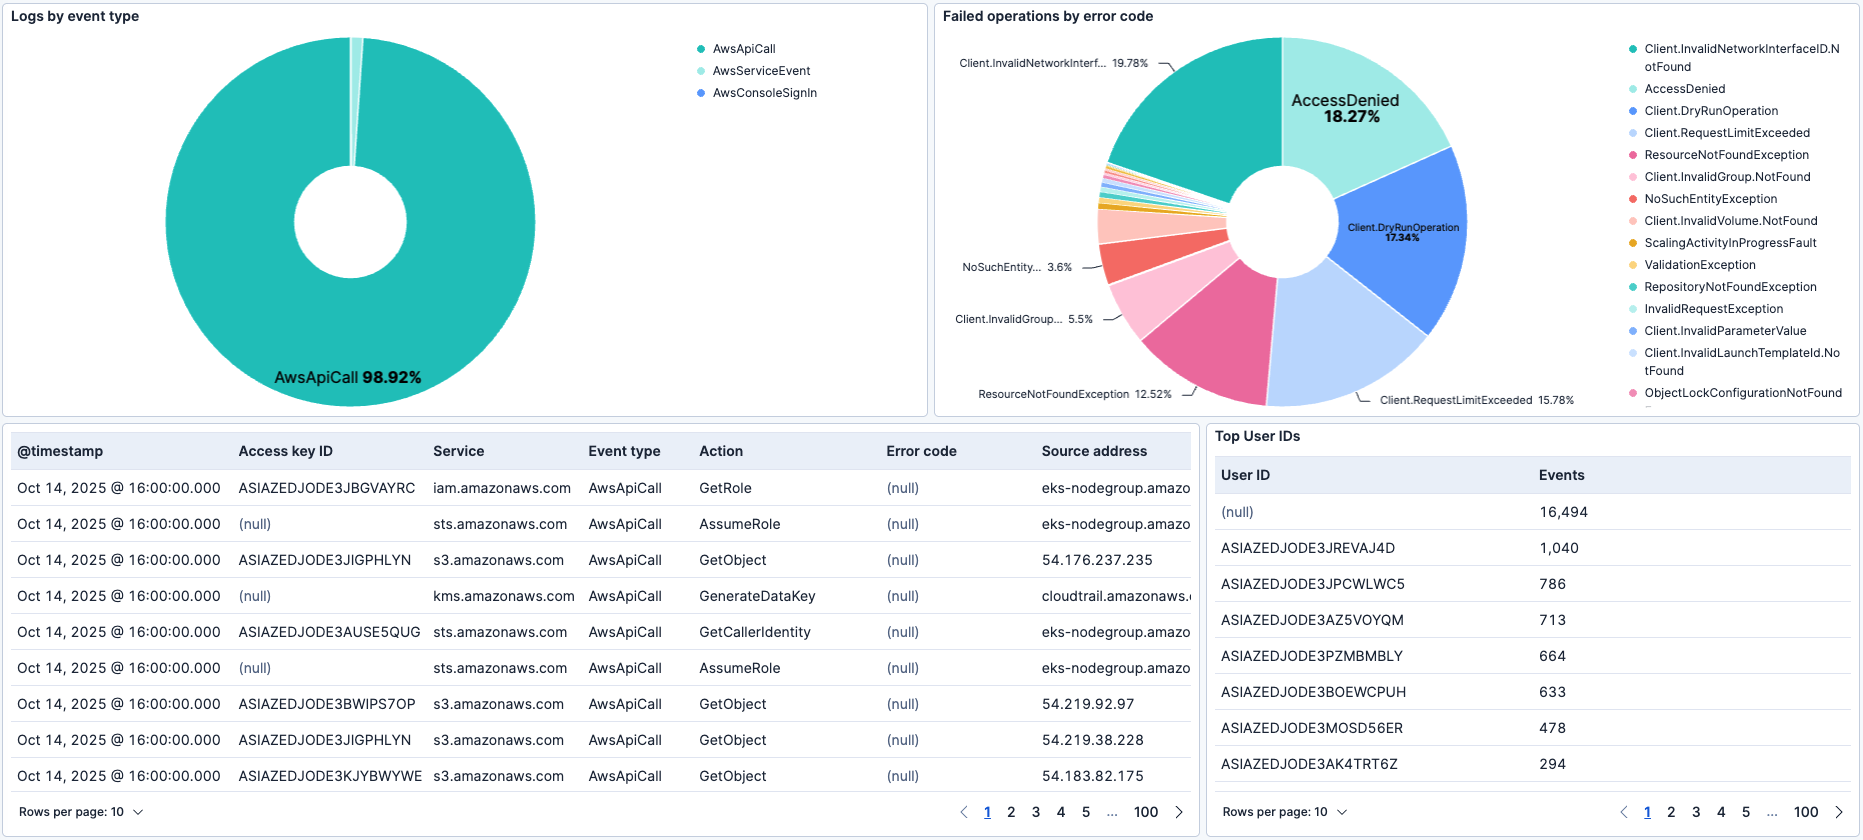 Logs by event type
AwsApiCall 98.92%
AwsApiCall
AwsServiceEvent
AwsConsoleSignIn
Failed operations by error code
Client.InvalidNetworkInterf... 19.78%
AccessDenied
18.27%
Client.DryRunOperation
17.34%
NoSuchEntity... 3.6%
Client.InvalidGroup... 5.5%
ResourceNotFoundException 12.52%
Client.RequestLimitExceeded 15.78%
Client.InvalidNetworkInterfaceID.N
otFound
AccessDenied
Client.DryRunOperation
Client.RequestLimitExceeded
ResourceNotFoundException
Client.InvalidGroup.NotFound
NoSuchEntityException
Client.InvalidVolume.NotFound
ScalingActivityInProgressFault
ValidationException
RepositoryNotFoundException
InvalidRequestException
Client.InvalidParameterValue
Client.InvalidLaunchTemplateId.No
tFound
ObjectLockConfigurationNotFound
@timestamp Access key ID Service Event type Action Error code Source address
Oct 14, 2025 @ 16:00:00.000 ASIAZEDJODE3JBGVAYRC iam.amazonaws.com AwsApiCall GetRole (null) eks-nodegroup.amazo
Oct 14, 2025 @ 16:00:00.000 (null) sts.amazonaws.com AwsApiCall AssumeRole (null) eks-nodegroup.amazo
Oct 14, 2025 @ 16:00:00.000 ASIAZEDJODE3JIGPHLYN s3.amazonaws.com AwsApiCall GetObject (null) 54.176.237.235
Oct 14, 2025 @ 16:00:00.000 (null) kms.amazonaws.com AwsApiCall GenerateDataKey (null) cloudtrail.amazonaws.
Oct 14, 2025 @ 16:00:00.000 ASIAZEDJODE3AUSE5QUG sts.amazonaws.com AwsApiCall GetCallerIdentity (null) eks-nodegroup.amazo
Oct 14, 2025 @ 16:00:00.000 (null) sts.amazonaws.com AwsApiCall AssumeRole (null) eks-nodegroup.amazo
Oct 14, 2025 @ 16:00:00.000 ASIAZEDJODE3BWIPS7OP s3.amazonaws.com AwsApiCall GetObject (null) 54.219.92.97
Oct 14, 2025 @ 16:00:00.000 ASIAZEDJODE3JIGPHLYN s3.amazonaws.com AwsApiCall GetObject (null) 54.219.38.228
Oct 14, 2025 @ 16:00:00.000 ASIAZEDJODE3KJYBWYWE s3.amazonaws.com AwsApiCall GetObject (null) 54.183.82.175
Rows per page: 10 1 2 3 4 5 ... 100
Top User IDs
User ID Events
(null) 16,494
ASIAZEDJODE3JREVAJ4D 1,040
ASIAZEDJODE3JPCWLWC5 786
ASIAZEDJODE3AZ5VOYQM 713
ASIAZEDJODE3PZMBMBLY 664
ASIAZEDJODE3BOEWCPUH 633
ASIAZEDJODE3MOSD56ER 478
ASIAZEDJODE3AK4TRT6Z 294
Rows per page: 10 1 2 3 4 5 ... 100